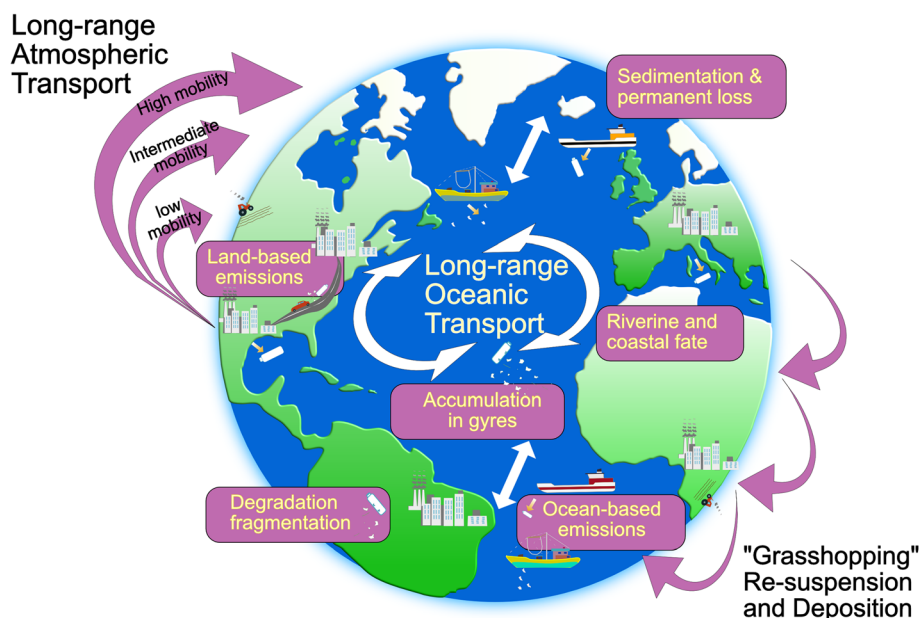 Long-range
Atmospheric
Transport
High mobility
Intermediate
mobility
low
mobility
Sedimentation &
permanent loss
Land-based
emissions
Long-range
Oceanic
Transport
Riverine and
coastal fate
Accumulation
in gyres
Degradation
fragmentation
Ocean-based
emissions
"Grasshopping"
Re-suspension
and Deposition